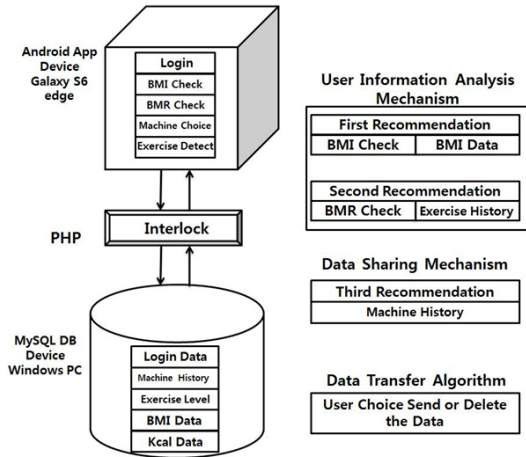 Android App
Device
Galaxy S6
edge
Login
BMI Check
BMR Check
Machine Choice
Exercise Detect
PHP
Interlock
MySQL DB
Device
Windows PC
Login Data
Machine History
Exercise Level
BMI Data
Kcal Data
User Information Analysis
Mechanism
First Recommendation
BMI Check
BMI Data
Second Recommendation
BMR Check
Exercise History
Data Sharing Mechanism
Third Recommendation
Machine History
Data Transfer Algorithm
User Choice Send or Delete
the Data